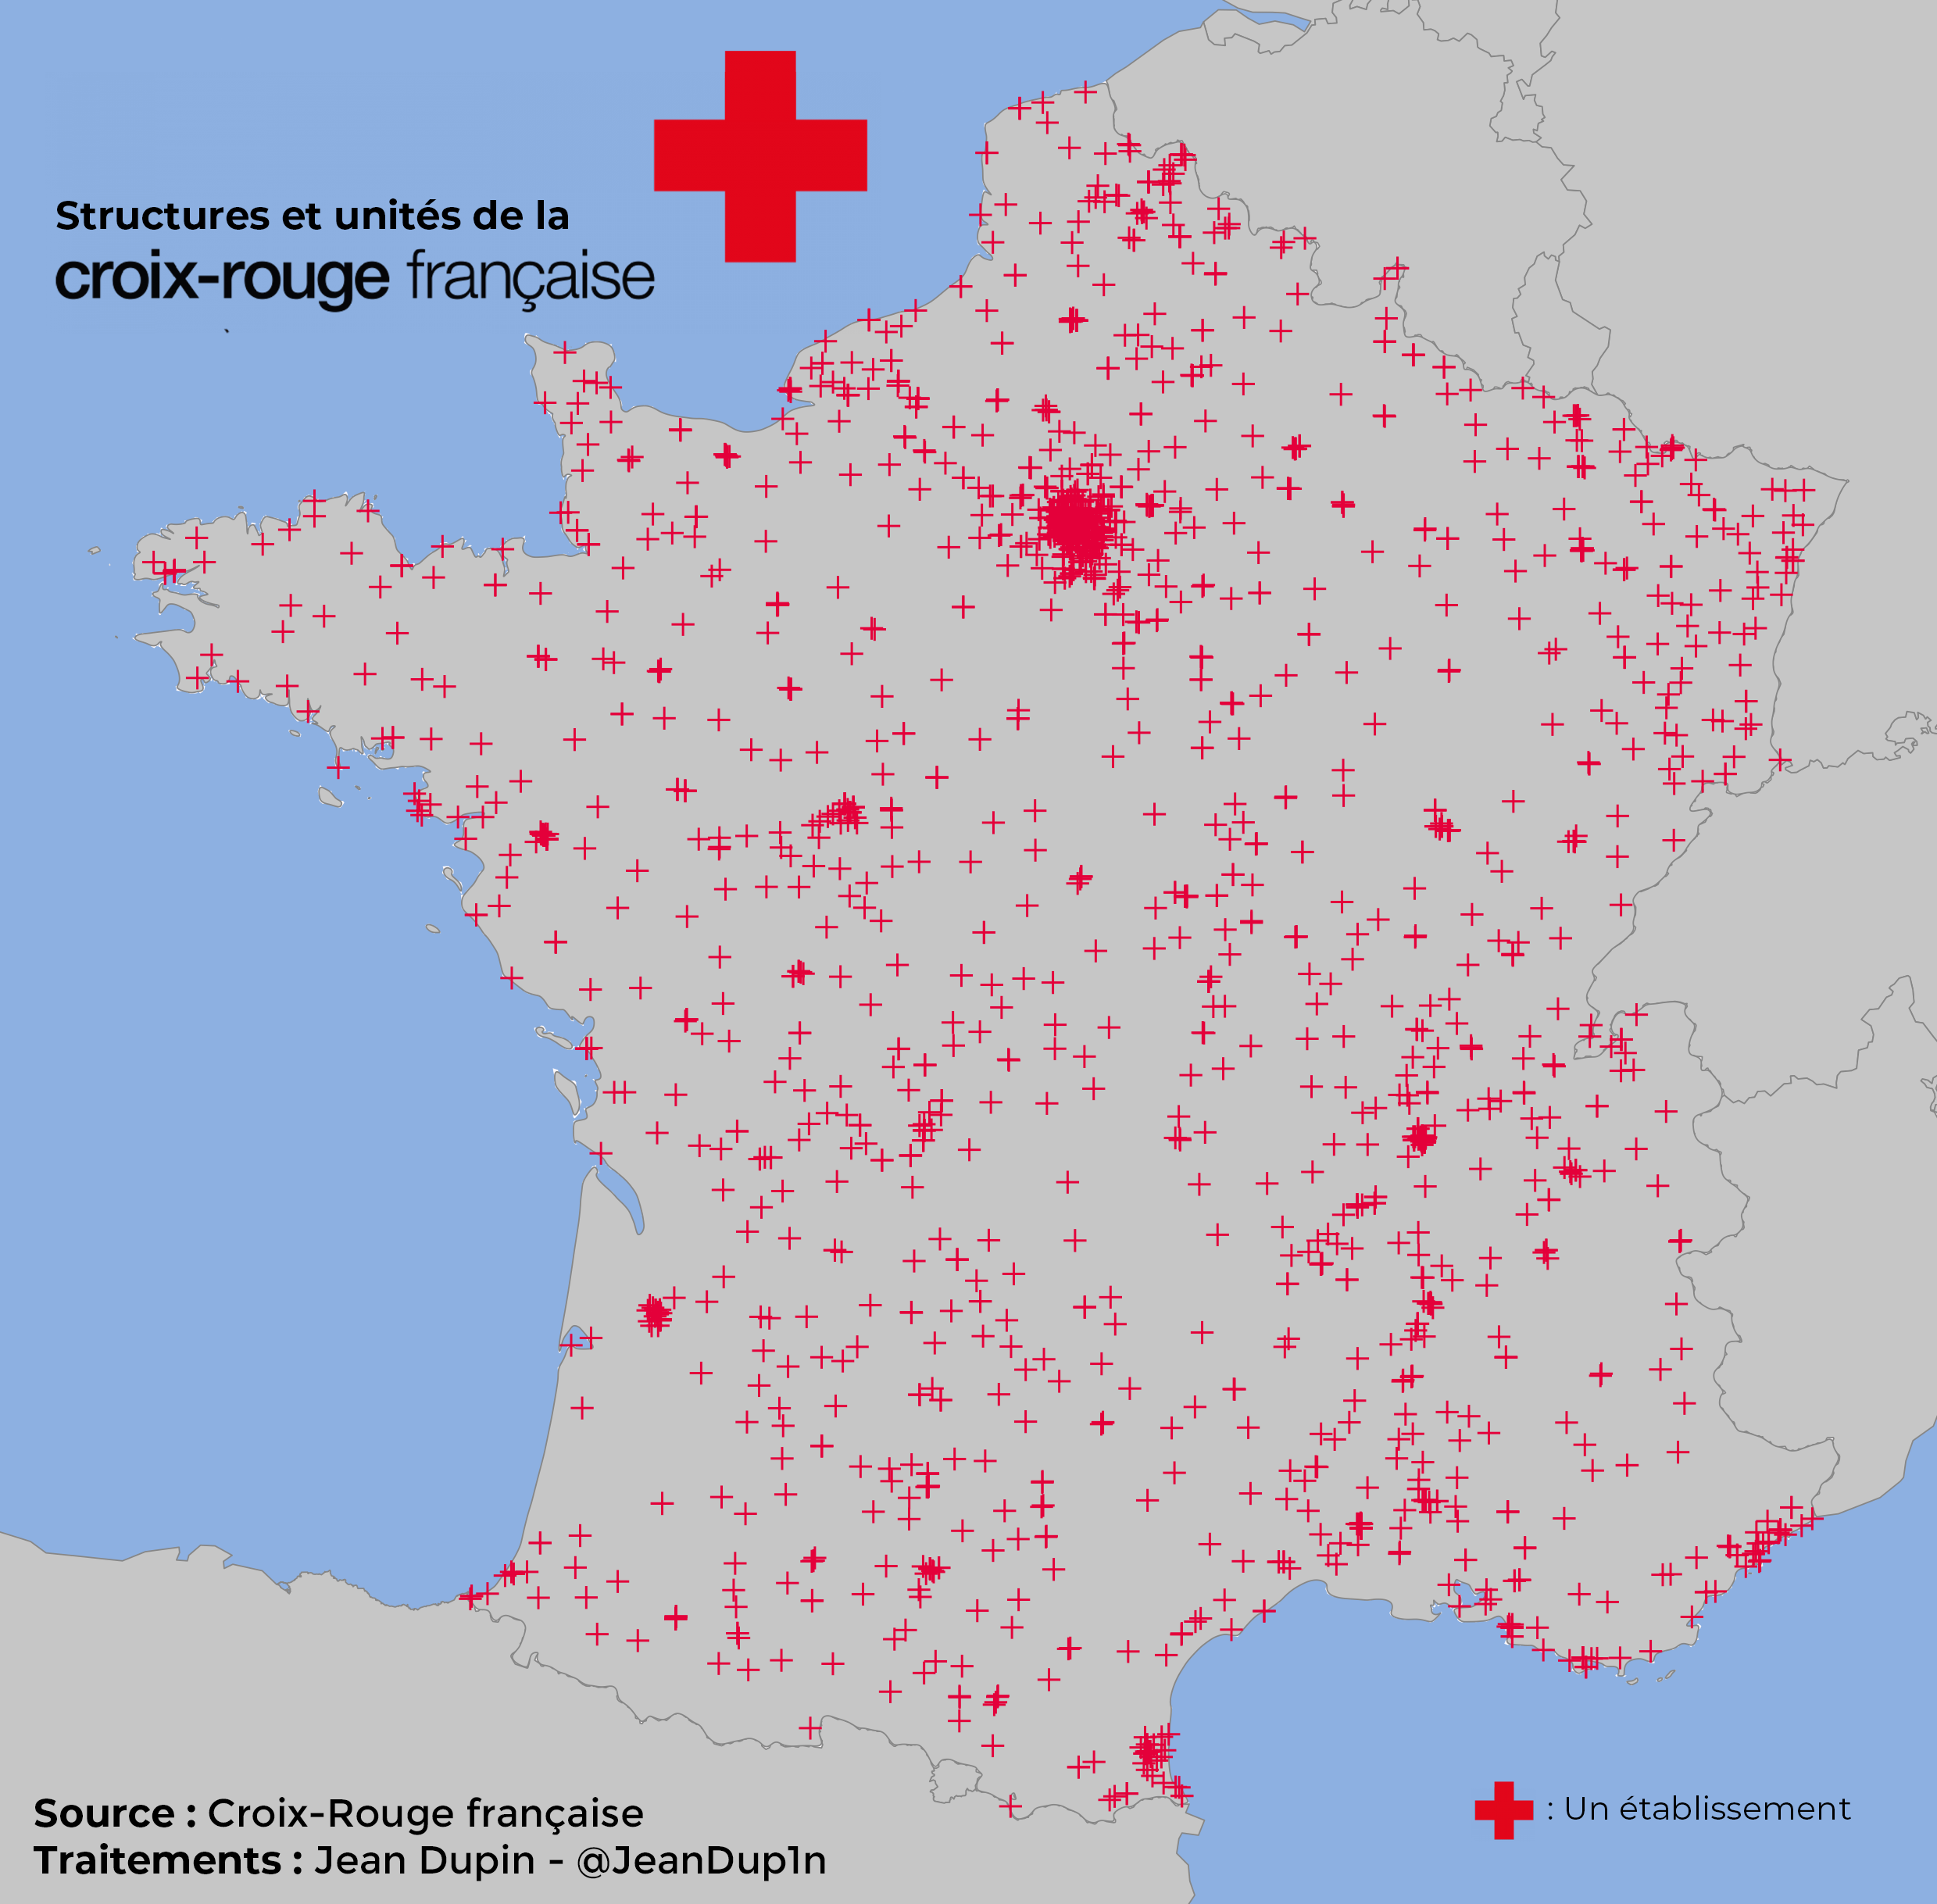 Structures et unités de la
croix-rouge française
Source : Croix-Rouge française
Traitements : Jean Dupin - @JeanDup1n
: Un établissement